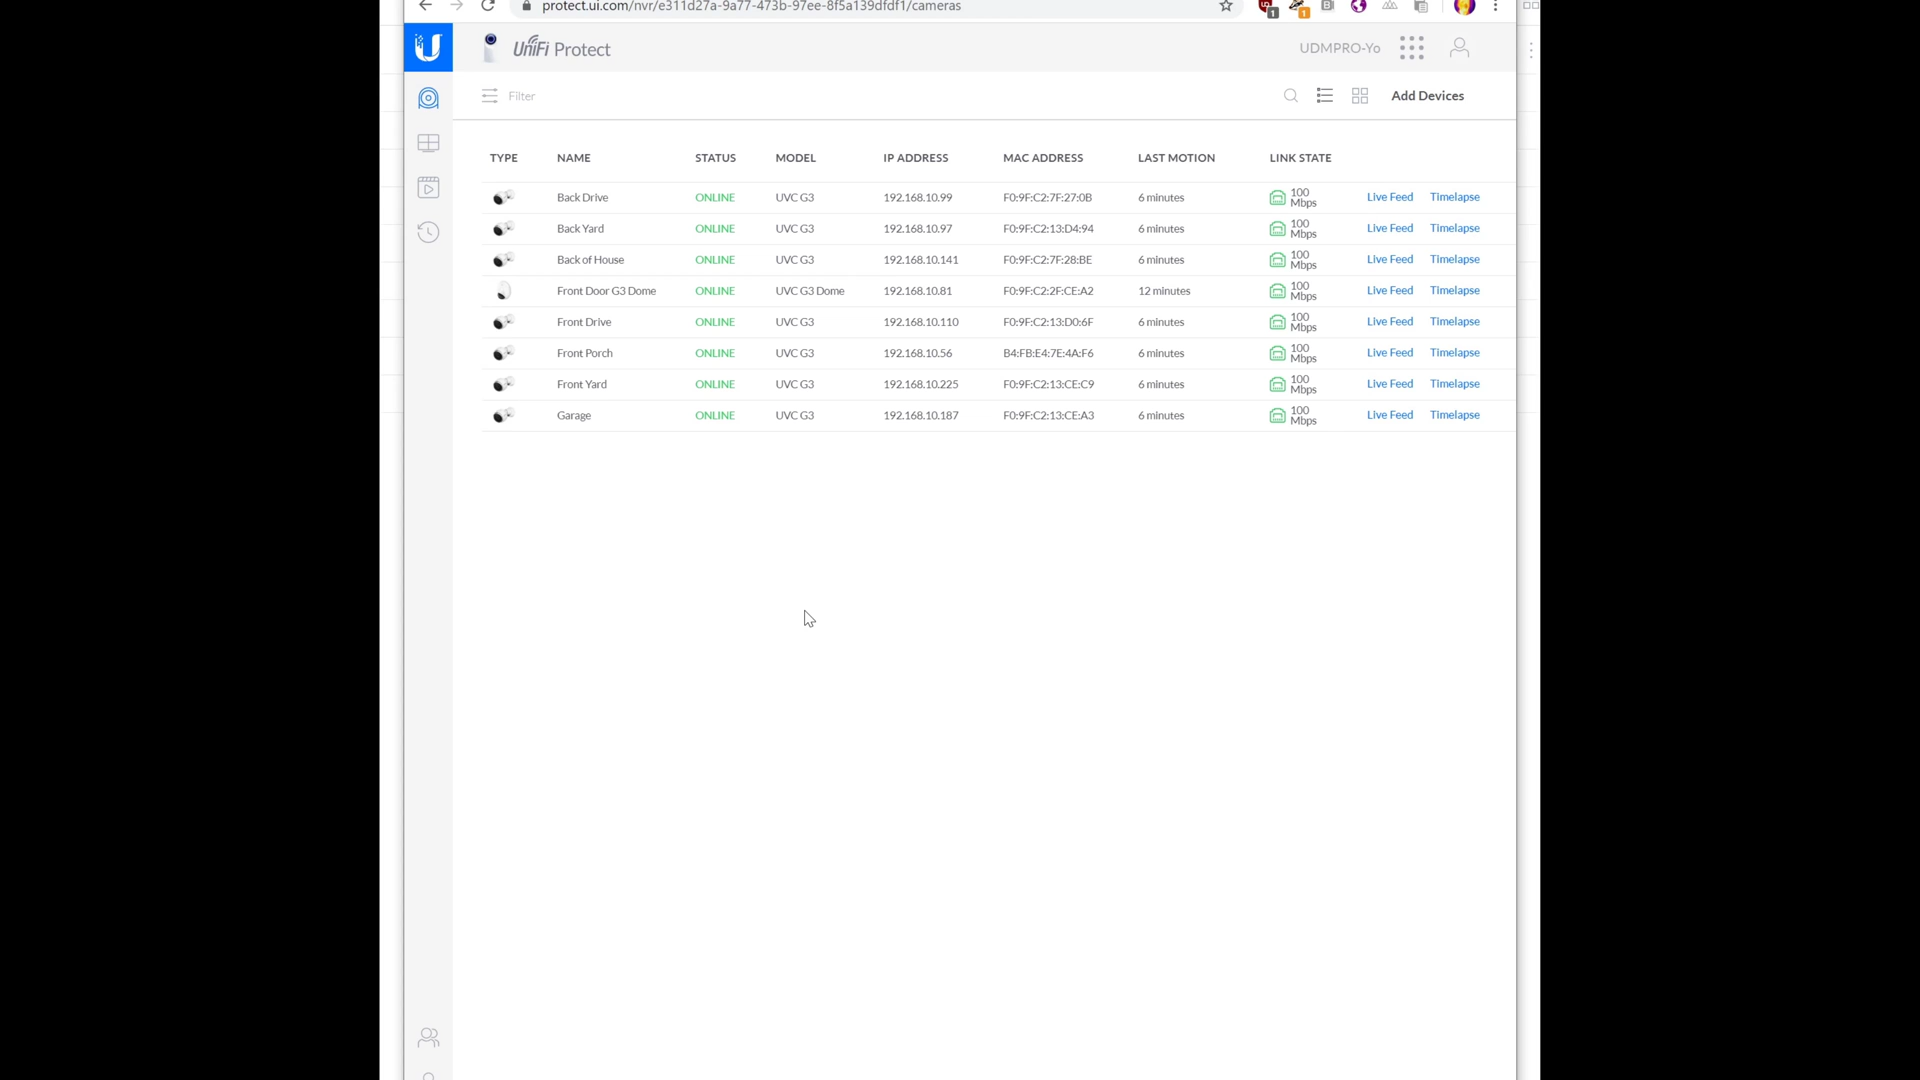 protect.ui.com/nvr/e311d27a-9a77-473b-97ee-8f5a139dfdf1/cameras
1 1
UniFi Protect UDMPRO-Yo
Filter Add Devices
TYPE NAME STATUS MODEL IP ADDRESS MAC ADDRESS LAST MOTION LINK STATE
Back Drive ONLINE UVC G3 192.168.10.99 F0:9F:C2:7F:27:0B 6 minutes 100 Mbps Live Feed Timelapse
Back Yard ONLINE UVC G3 192.168.10.97 F0:9F:C2:13:D4:94 6 minutes 100 Mbps Live Feed Timelapse
Back of House ONLINE UVC G3 192.168.10.141 F0:9F:C2:7F:28:BE 6 minutes 100 Mbps Live Feed Timelapse
Front Door G3 Dome ONLINE UVC G3 Dome 192.168.10.81 F0:9F:C2:2F:CE:A2 12 minutes 100 Mbps Live Feed Timelapse
Front Drive ONLINE UVC G3 192.168.10.110 F0:9F:C2:13:D0:6F 6 minutes 100 Mbps Live Feed Timelapse
Front Porch ONLINE UVC G3 192.168.10.56 B4:FB:E4:7E:4A:F6 6 minutes 100 Mbps Live Feed Timelapse
Front Yard ONLINE UVC G3 192.168.10.225 F0:9F:C2:13:CE:C9 6 minutes 100 Mbps Live Feed Timelapse
Garage ONLINE UVC G3 192.168.10.187 F0:9F:C2:13:CE:A3 6 minutes 100 Mbps Live Feed Timelapse